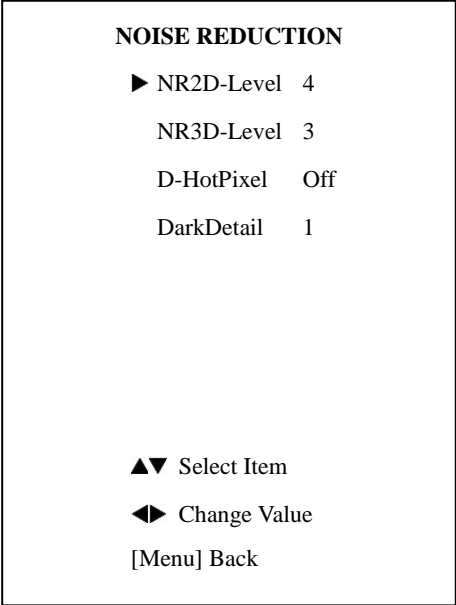 NOISE REDUCTION
▶ NR2D-Level 4
NR3D-Level 3
D-HotPixel Off
DarkDetail 1
▲▼ Select Item
◀▶ Change Value
[Menu] Back